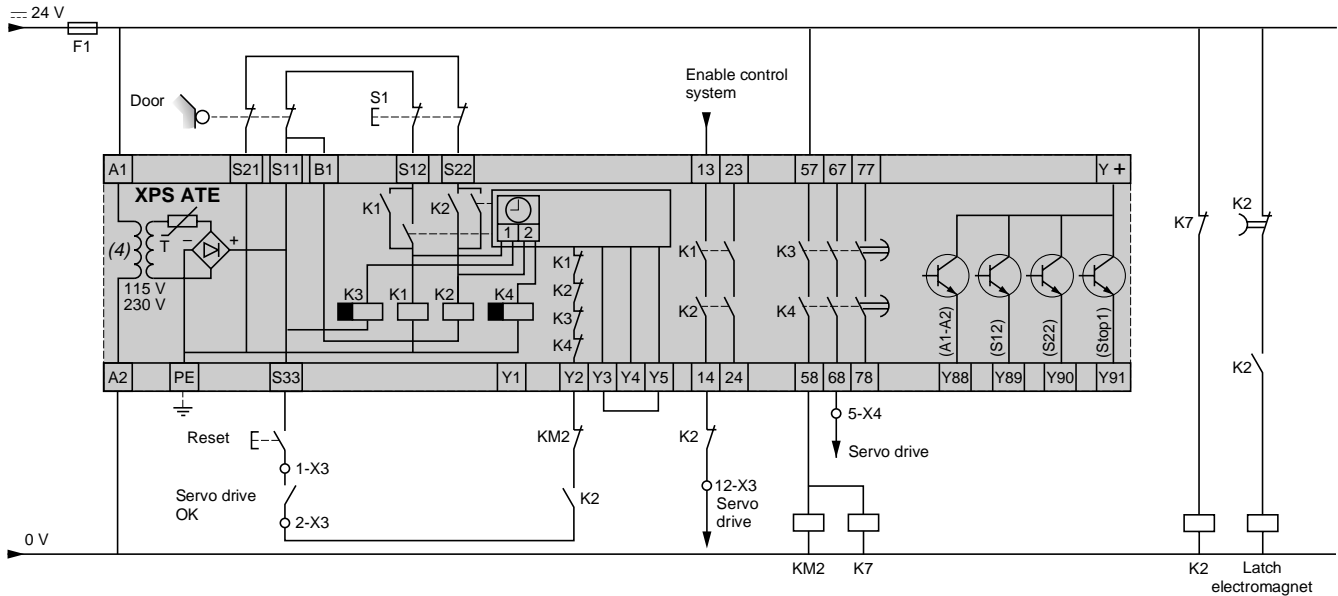 24 V
F1
Enable control
system
Door
S1
A1 S21 S11 B1 S12 S22 13 23 57 67 77 Y +
XPS ATE
K1 K2
K7
K2
(4)
T
– +
1 2
K1 K3
K1
115 V
230 V
K3 K1 K2 K4
K2
K3
K4
K2 K4
(A1-A2)
(S12)
(S22)
(Stop1)
K2
A2 PE S33 Y1 Y2 Y3 Y4 Y5 14 24 58 68 78 Y88 Y89 Y90 Y91
Reset
KM2
K2
5-X4
Servo drive
1-X3
Servo drive
OK
K2
12-X3
Servo
drive
2-X3
0 V
KM2 K7
K2
Latch
electromagnet